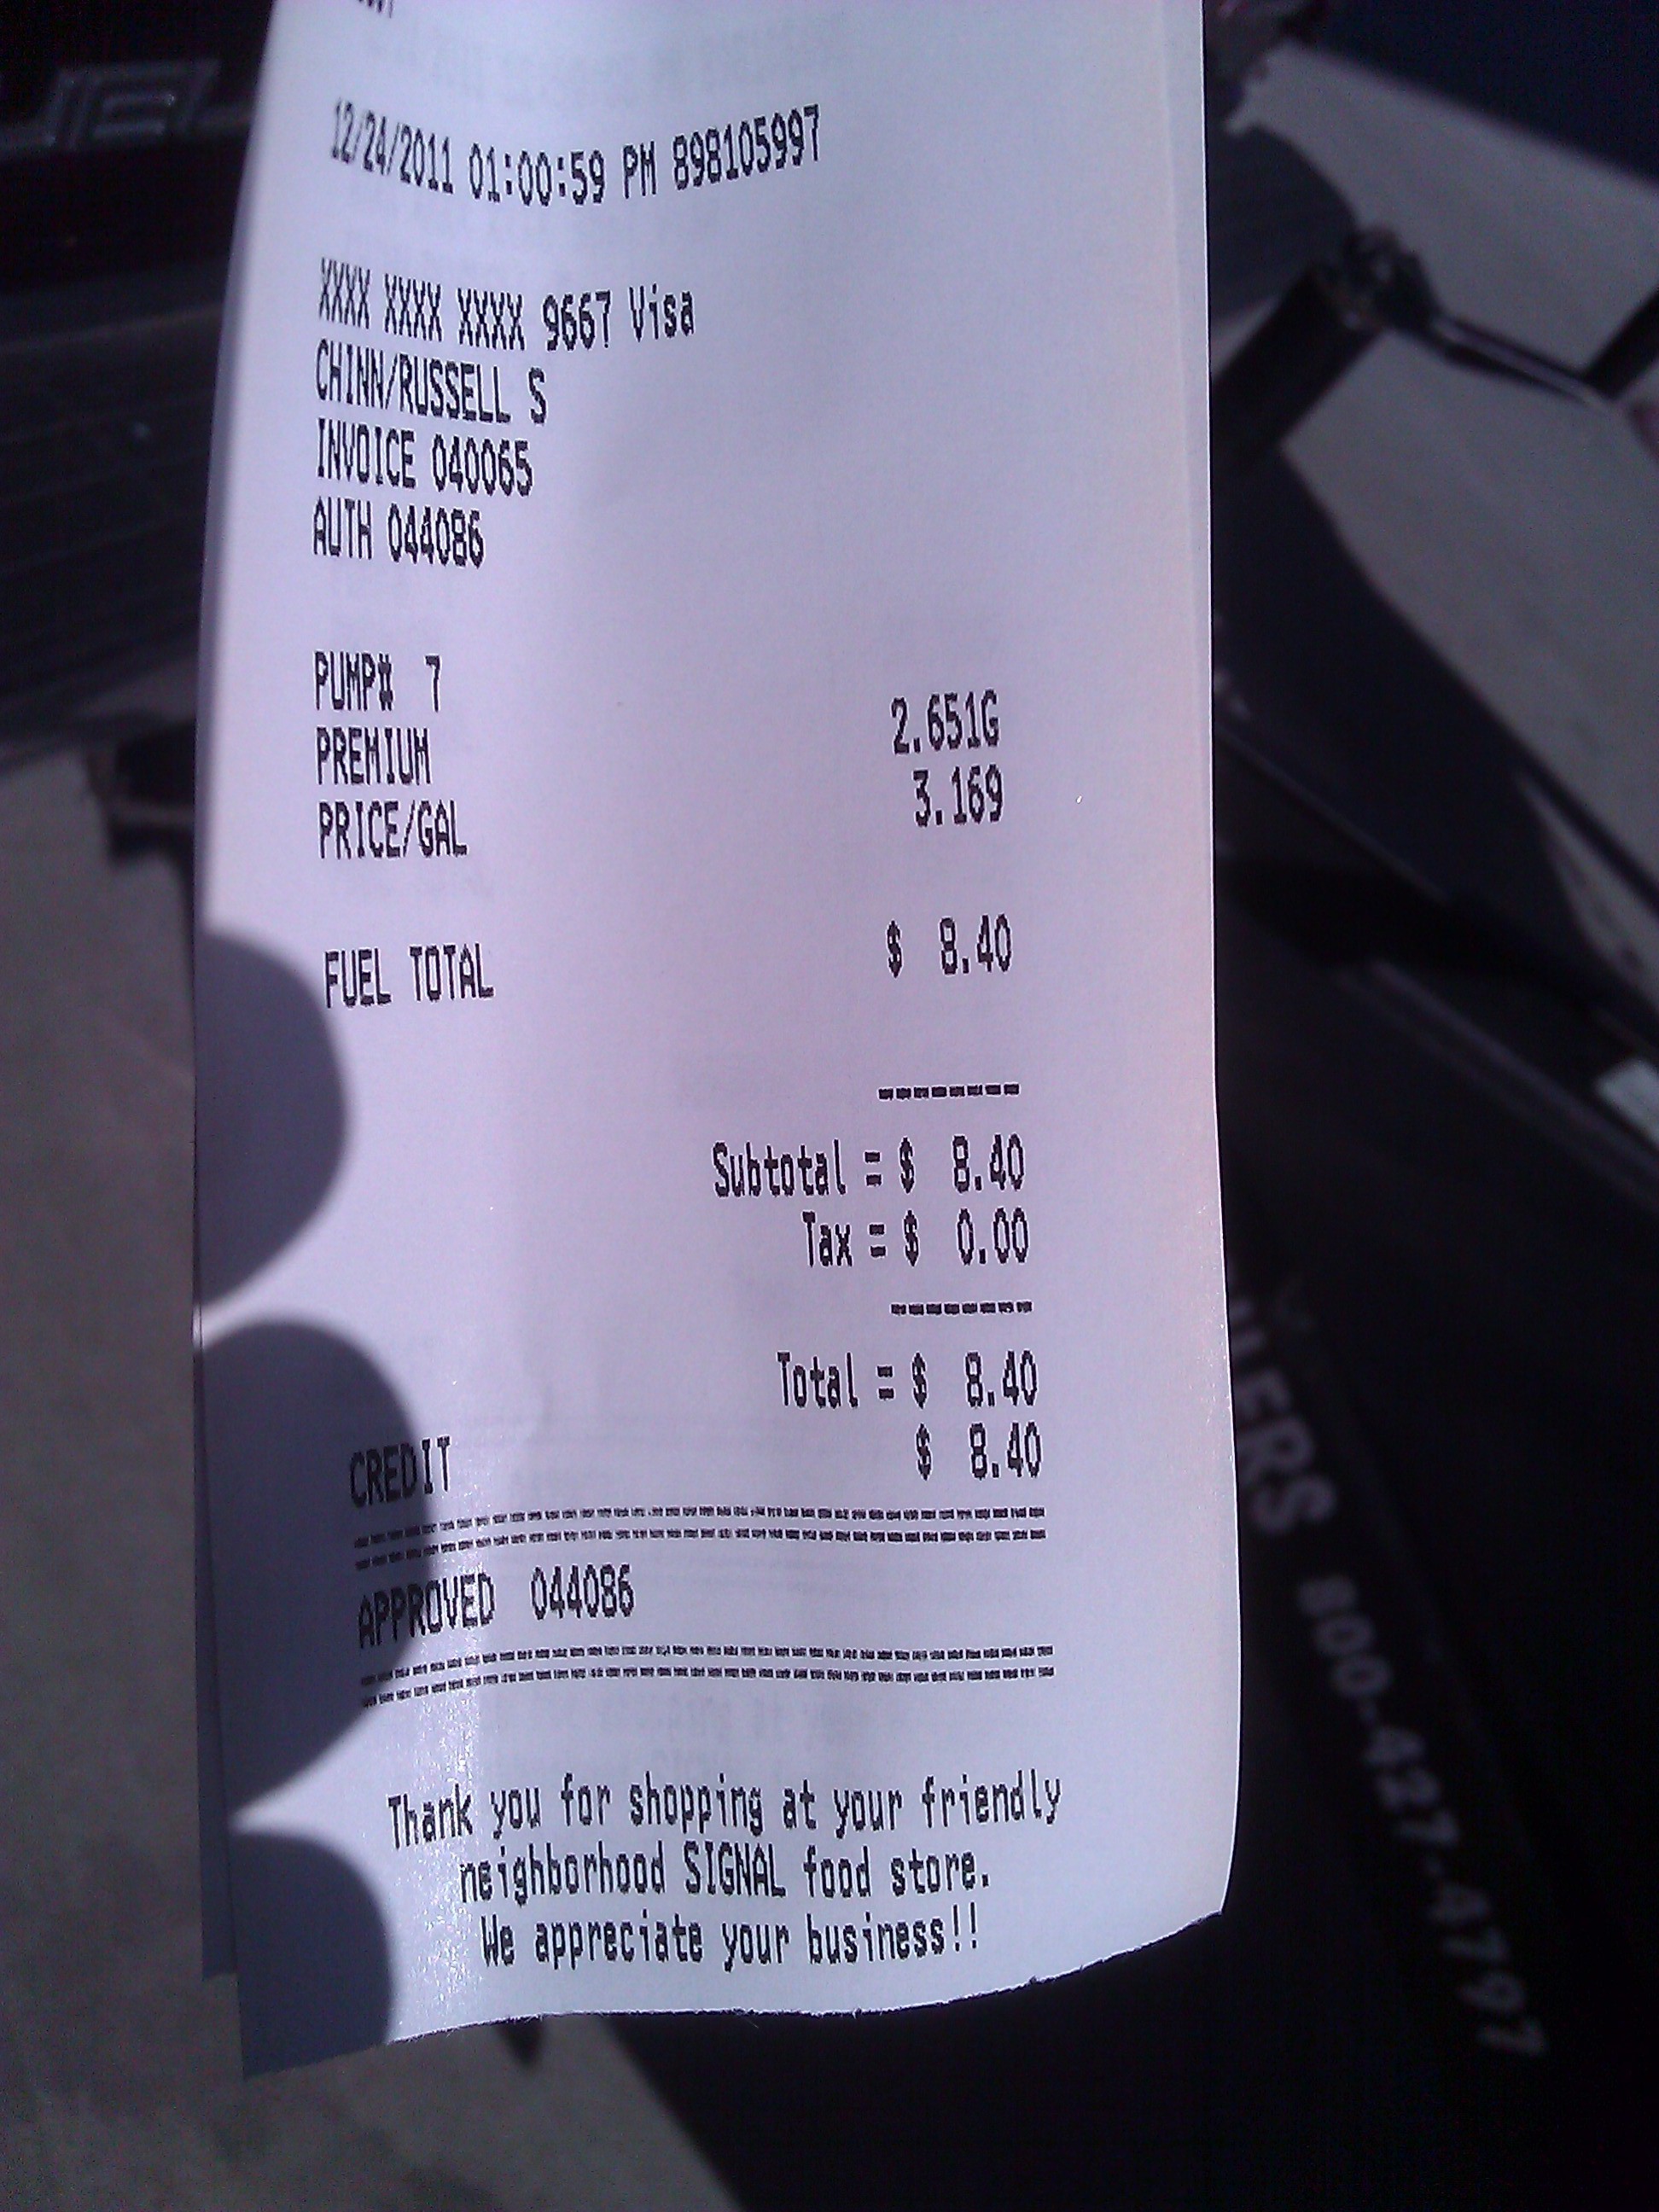 12/24/2011 01:00:59 PM 898105997
XXXX XXXX XXXX 9667 Visa
CHINN/RUSSELL S
INVOICE 040065
AUTH 044086
PUMP# 7
PREMIUM 2.651G
PRICE/GAL 3.169
FUEL TOTAL $ 8.40
Subtotal = $ 8.40
Tax = $ 0.00
Total = $ 8.40
CREDIT $ 8.40
APPROVED 044086
Thank you for shopping at your friendly
neighborhood SIGNAL food store.
We appreciate your business!!
800-427-4791